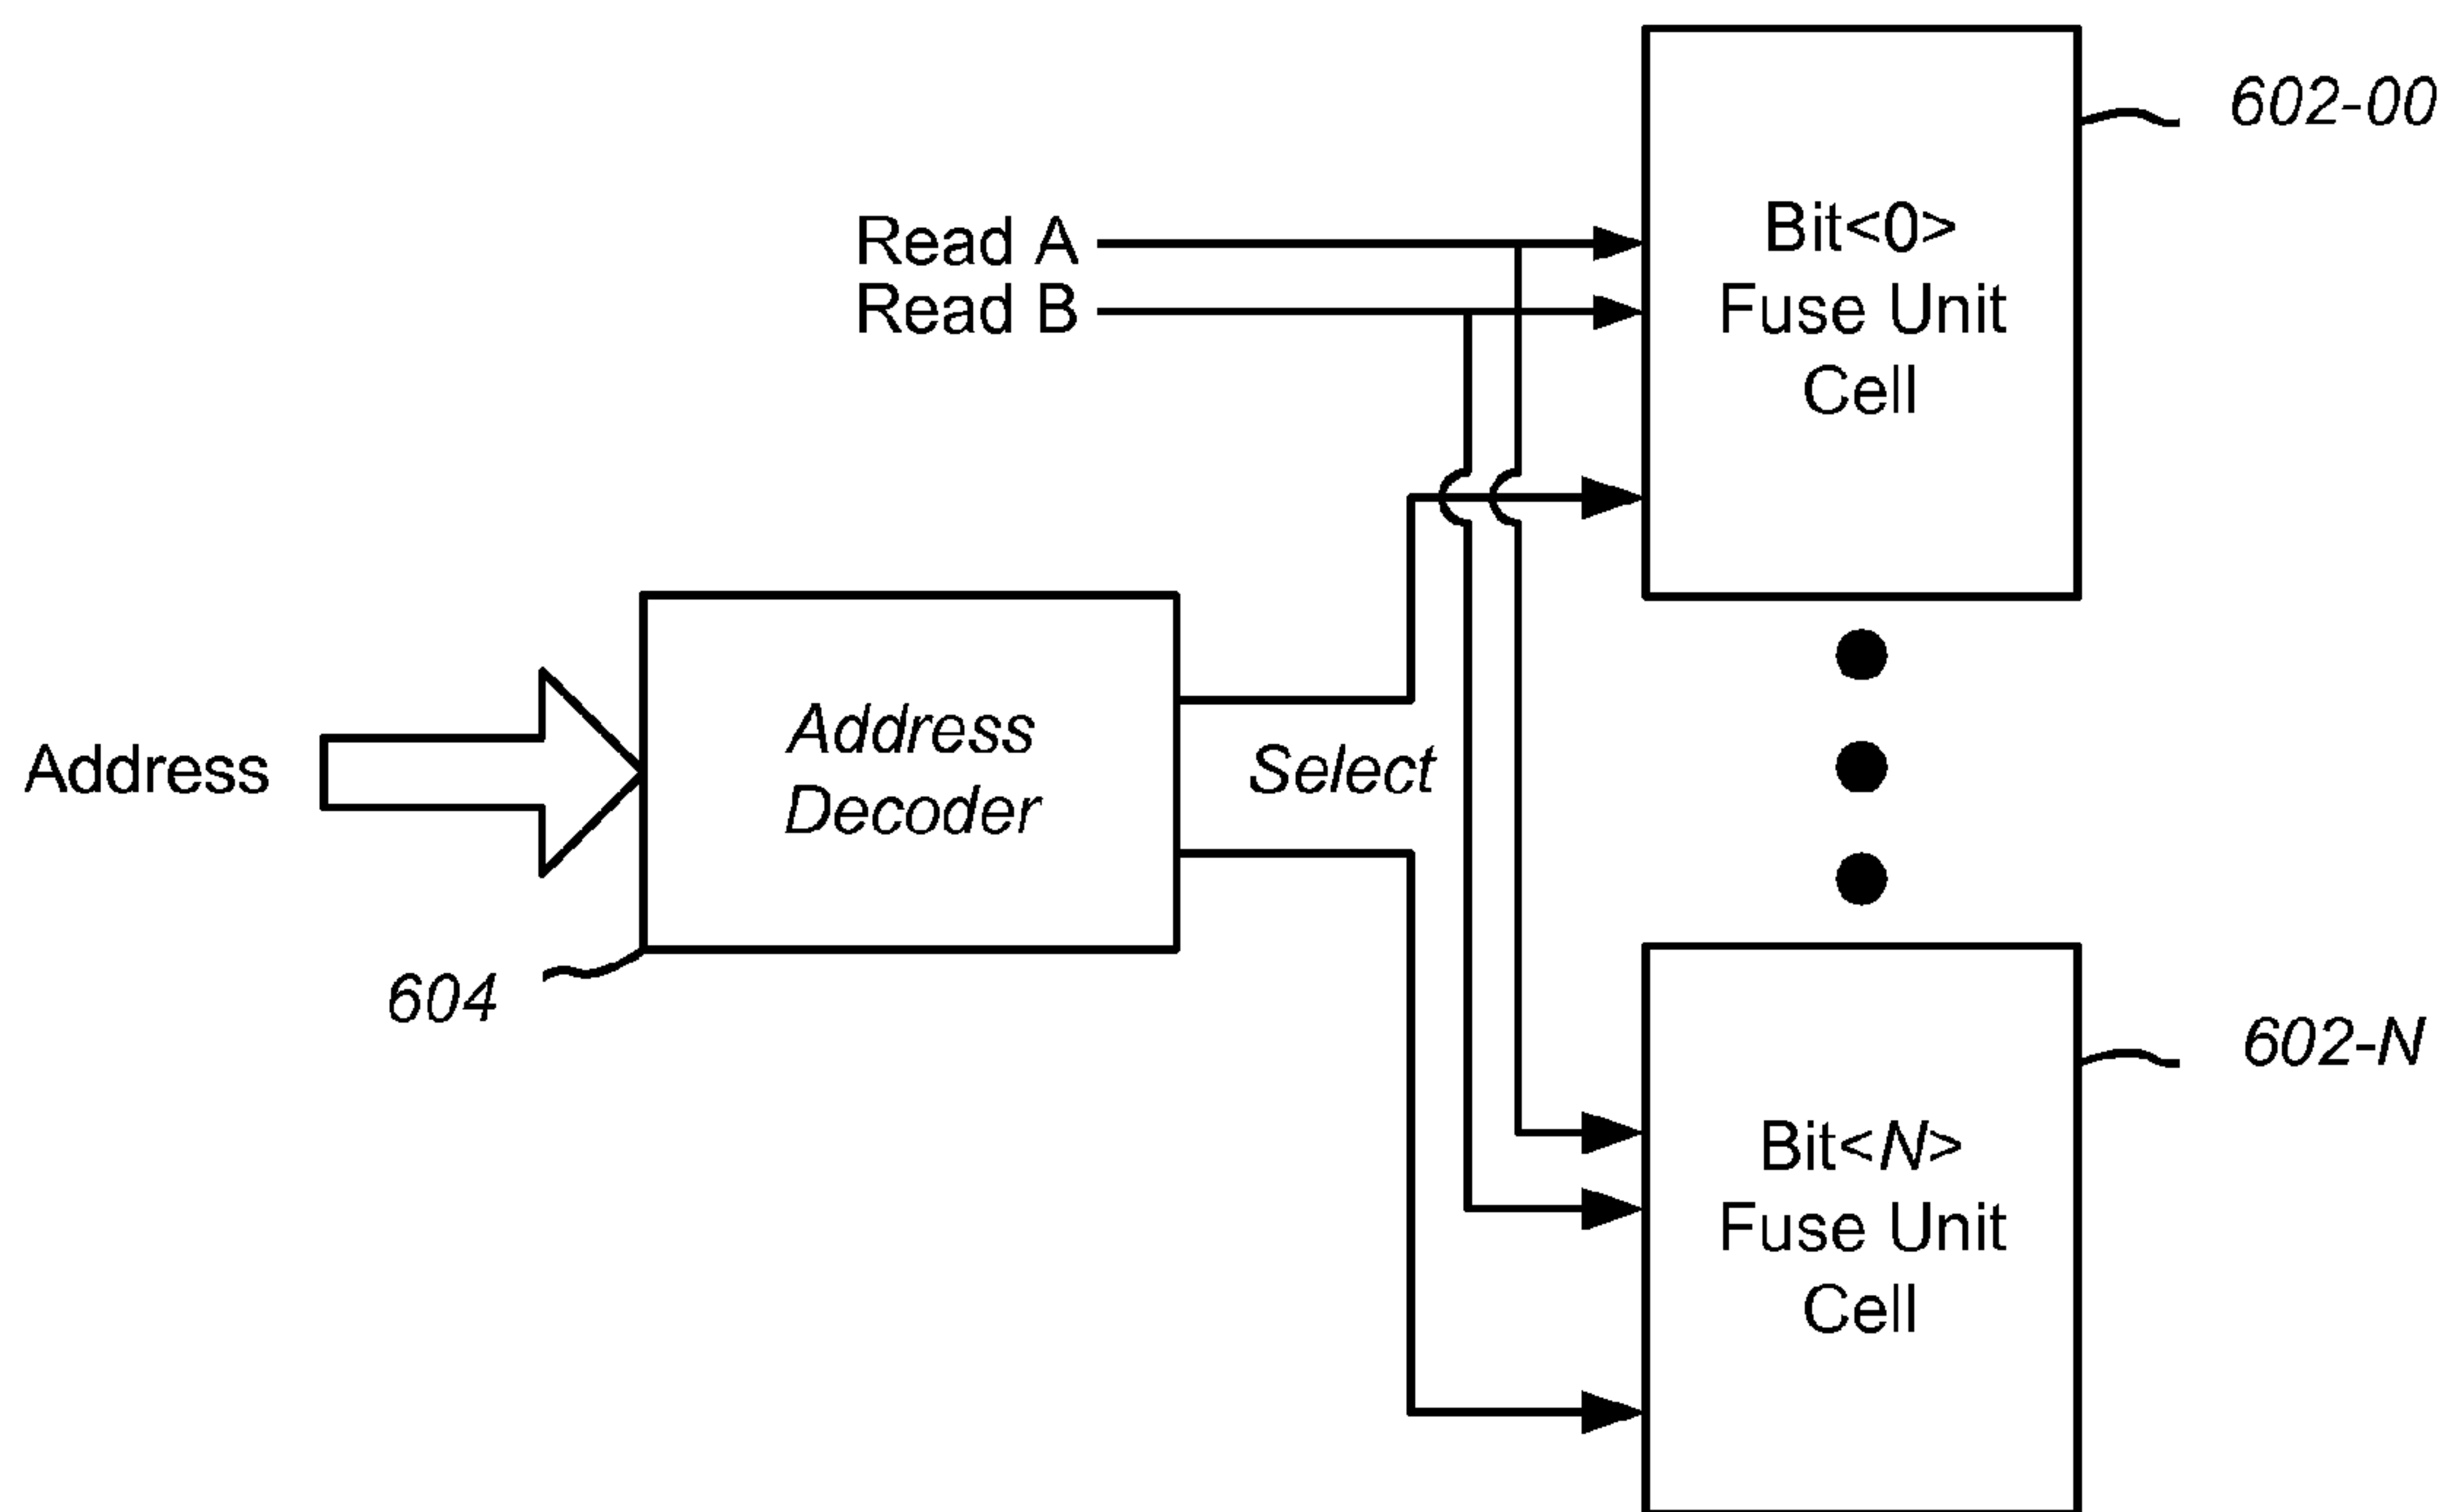 602-00
Bit<0>
Fuse Unit
Cell
Read A
Read B
Address
Address
Decoder
Select
604
602-N
Bit<N>
Fuse Unit
Cell